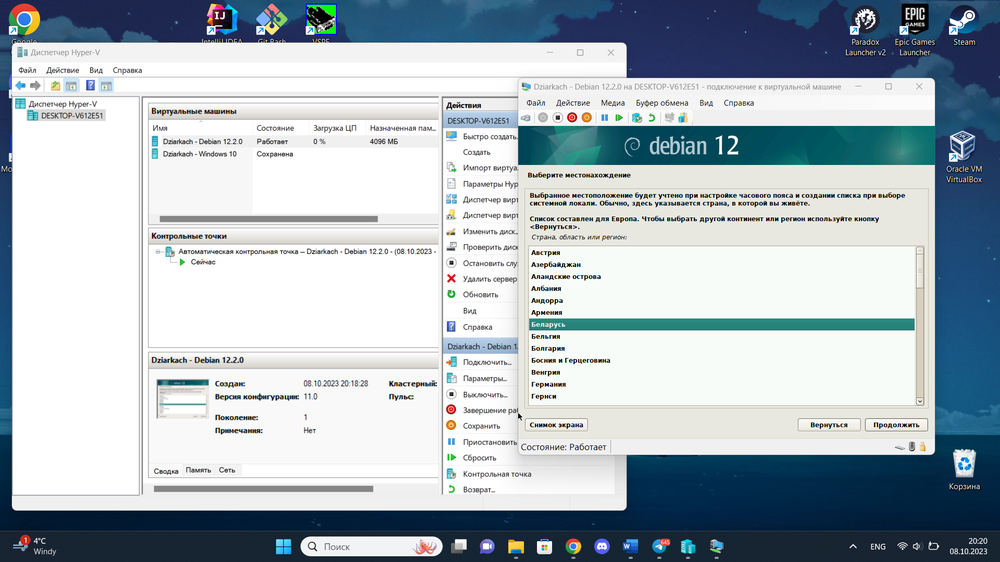 Google
IntelliJ IDEA
Git Bash
VSPE
Paradox
Launcher v2
EPIC
GAMES
Epic Games
Launcher
Steam
Oracle VM
VirtualBox
Корзина
Диспетчер Hyper-V
Файл Действие Вид Справка
Диспетчер Hyper-V
DESKTOP-V612E51
Виртуальные машины
Имя Состояние Загрузка ЦП Назначенная пам...
Dziarkach - Debian 12.2.0 Работает 0 % 4096 МБ
Dziarkach - Windows 10 Сохранена
Контрольные точки
Автоматическая контрольная точка – Dziarkach - Debian 12.2.0 - (08.10.2023 -
Сейчас
Dziarkach - Debian 12.2.0
Создан: 08.10.2023 20:18:28 Кластерный:
Версия конфигурации: 11.0 Пульс:
Поколение: 1
Примечания: Нет
Сводка Память Сеть
Действия
DESKTOP-V612E51
Быстро создать.
Создать
Импорт виртуа
Параметры Hyp
Диспетчер вирт
Диспетчер вирт
Изменить диск..
Проверить диск
Остановить слу
Удалить сервер
Обновить
Вид
Справка
Dziarkach - Debian 1
Подключить...
Параметры...
Выключить...
Завершение ра
Сохранить
Приостановить
Сбросить
Контрольная точка
Возврат...
Dziarkach - Debian 12.2.0 на DESKTOP-V612E51 - подключение к виртуальной машине
Файл Действие Медиа Буфер обмена Вид Справка
debian 12
Выберите местонахождение
Выбранное местоположение будет учтено при настройке часового пояса и создании списка при выборе
системной локали. Обычно, здесь указывается страна, в которой вы живёте.
Список составлен для Европа. Чтобы выбрать другой континент или регион используйте кнопку
<Вернуться>.
Страна, область или регион:
Австрия
Азербайджан
Аландские острова
Албания
Андорра
Армения
Беларусь
Бельгия
Болгария
Босния и Герцеговина
Венгрия
Германия
Гернси
Снимок экрана Вернуться Продолжить
Состояние: Работает
1
4°C
Windy
Поиск
645
ENG
20:20
08.10.2023